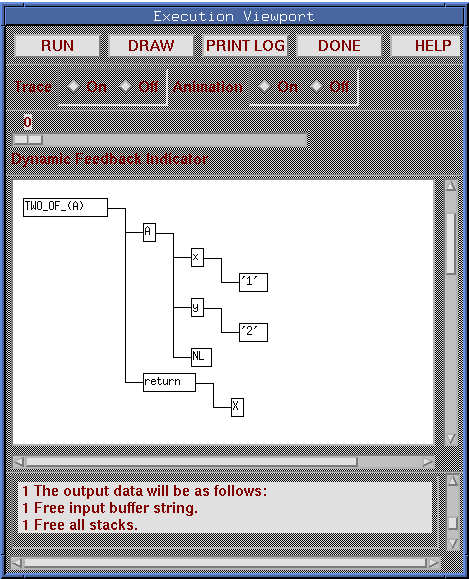 Execution Viewport
RUN DRAW PRINT LOG DONE HELP
Trace On Off Animation On Off
0
Dynamic Feedback Indicator
TWO_OF_(A)
A
x
'1'
y
'2'
NL
return
X
1 The output data will be as follows:
1 Free input buffer string.
1 Free all stacks.